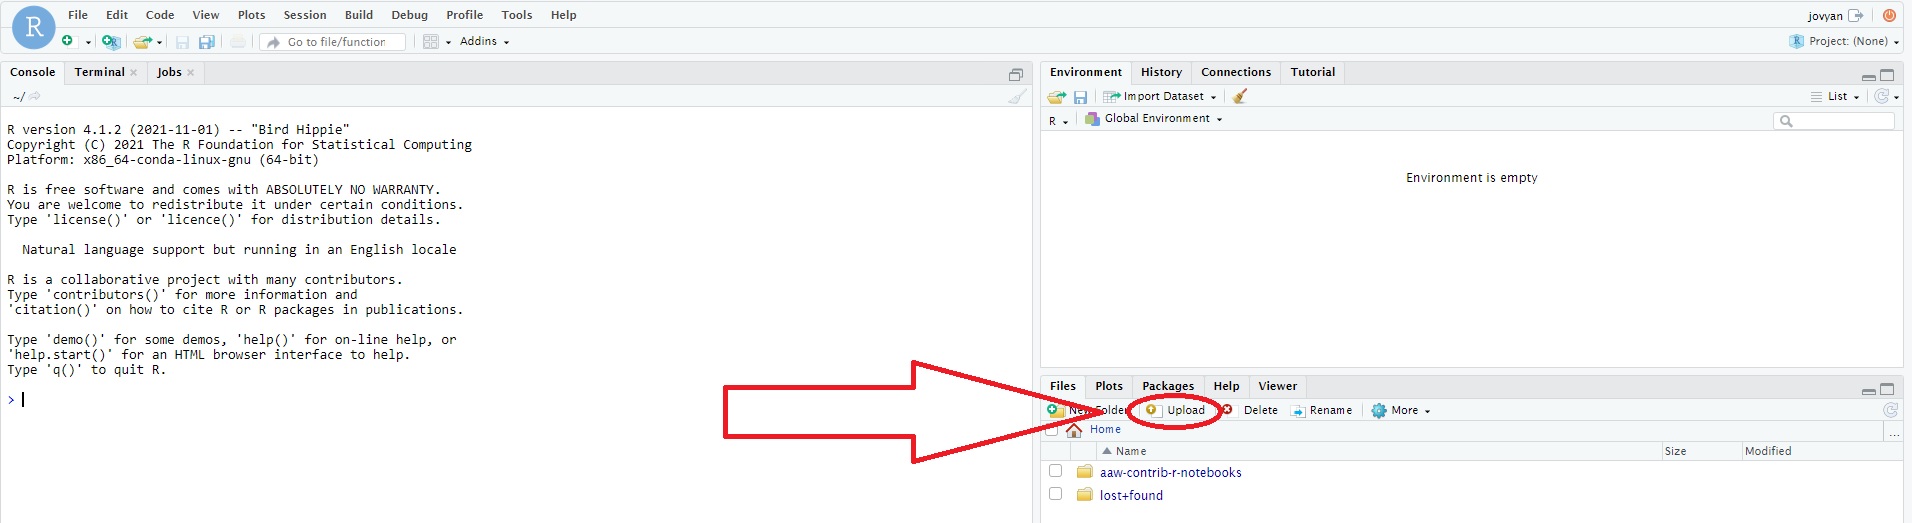 R
File Edit Code View Plots Session Build Debug Profile Tools Help
jovyan
Go to file/function
Addins
Project: (None)
Console Terminal Jobs
~/
R version 4.1.2 (2021-11-01) -- "Bird Hippie"
Copyright (C) 2021 The R Foundation for Statistical Computing
Platform: x86_64-conda-linux-gnu (64-bit)
R is free software and comes with ABSOLUTELY NO WARRANTY.
You are welcome to redistribute it under certain conditions.
Type 'license()' or 'licence()' for distribution details.
Natural language support but running in an English locale
R is a collaborative project with many contributors.
Type 'contributors()' for more information and
'citation()' on how to cite R or R packages in publications.
Type 'demo()' for some demos, 'help()' for on-line help, or
'help.start()' for an HTML browser interface to help.
Type 'q()' to quit R.
>
Environment History Connections Tutorial
Import Dataset
List
R Global Environment
Environment is empty
Files Plots Packages Help Viewer
New Folder Upload Delete Rename More
Home
...
Name Size Modified
aaw-contrib-r-notebooks
lost+found